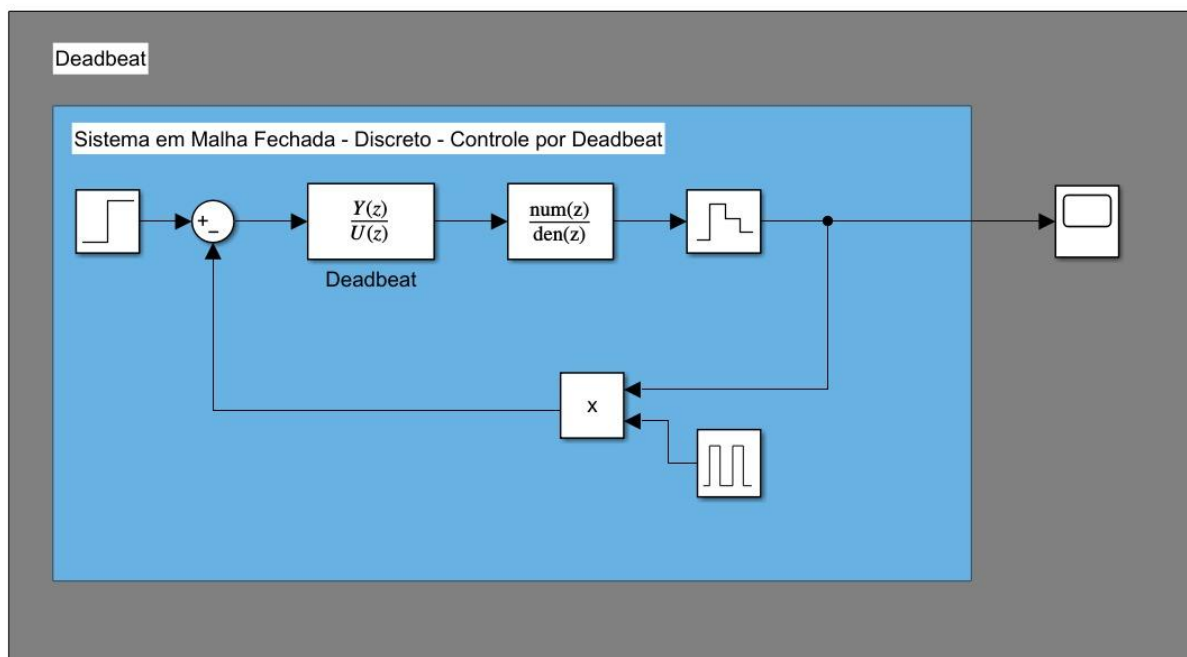 Deadbeat
Sistema em Malha Fechada - Discreto - Controle por Deadbeat
+
−
Y(z)
U(z)
num(z)
den(z)
Deadbeat
x